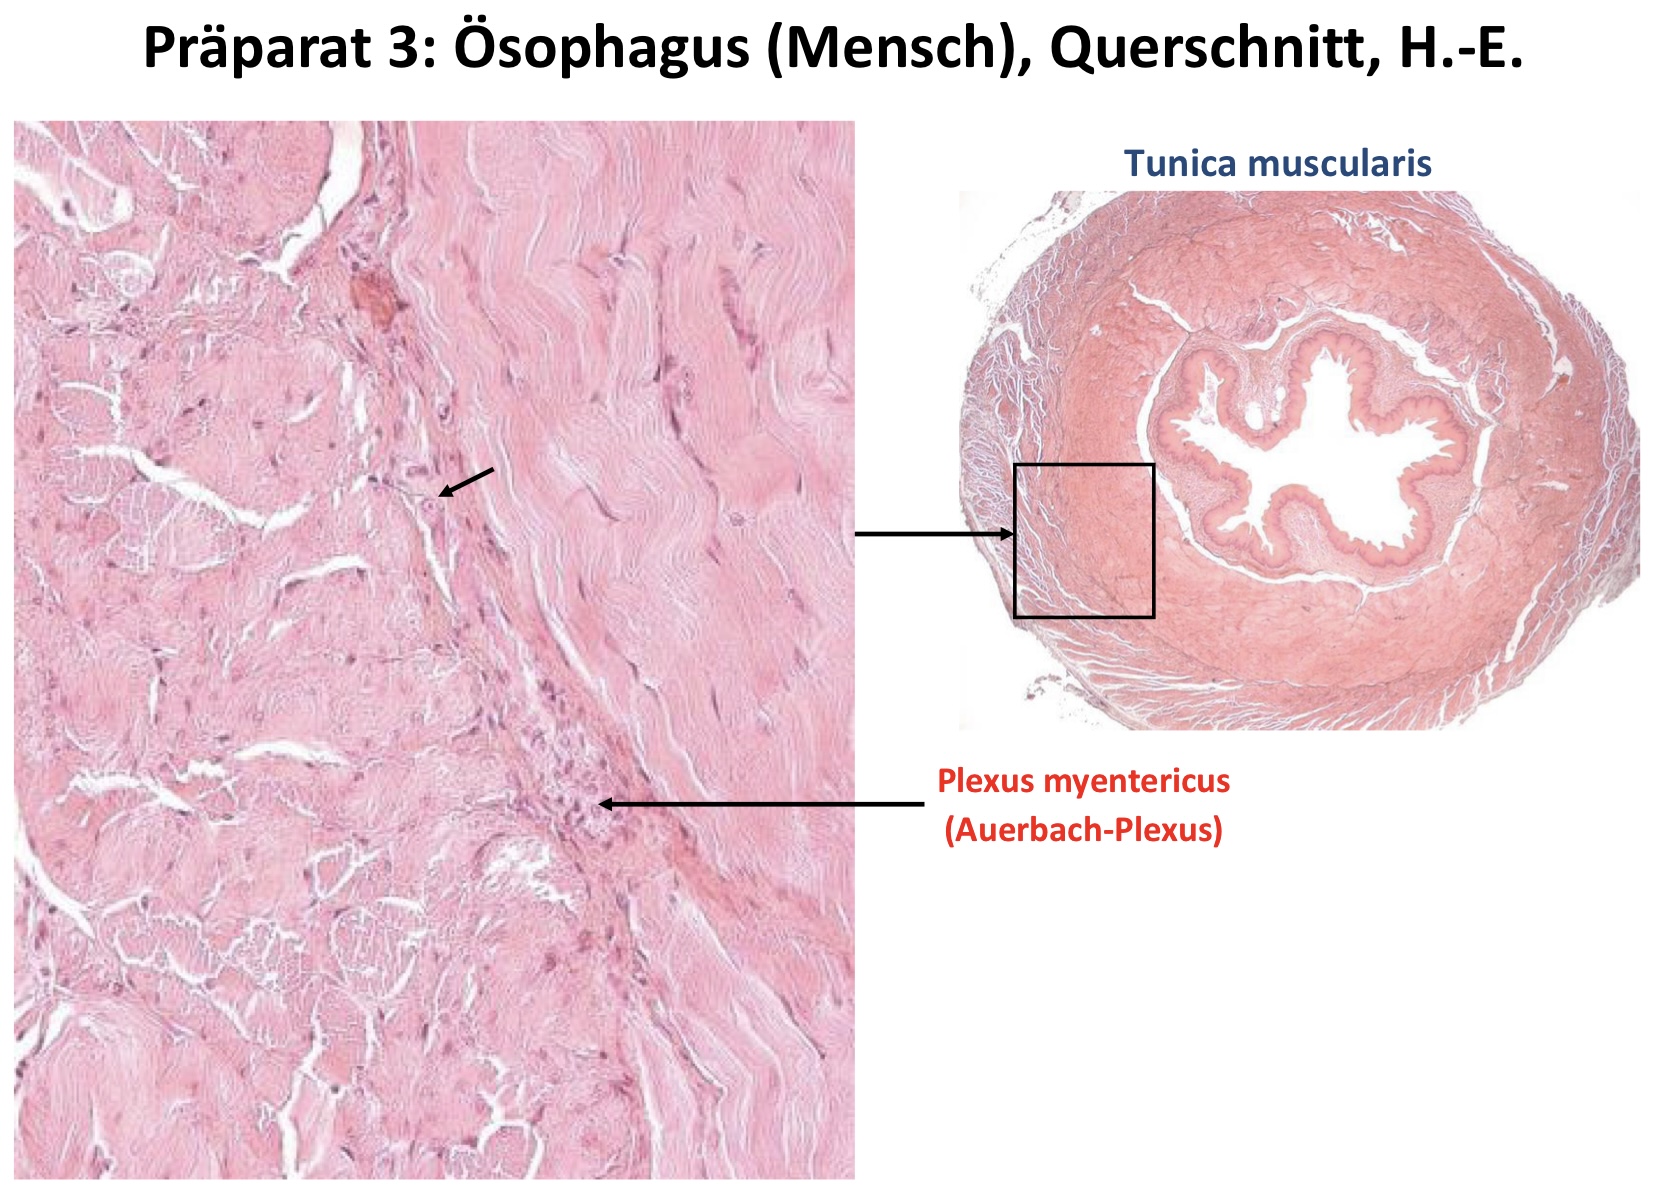 Präparat 3: Ösophagus (Mensch), Querschnitt, H.-E.
Tunica muscularis
Plexus myentericus
(Auerbach-Plexus)